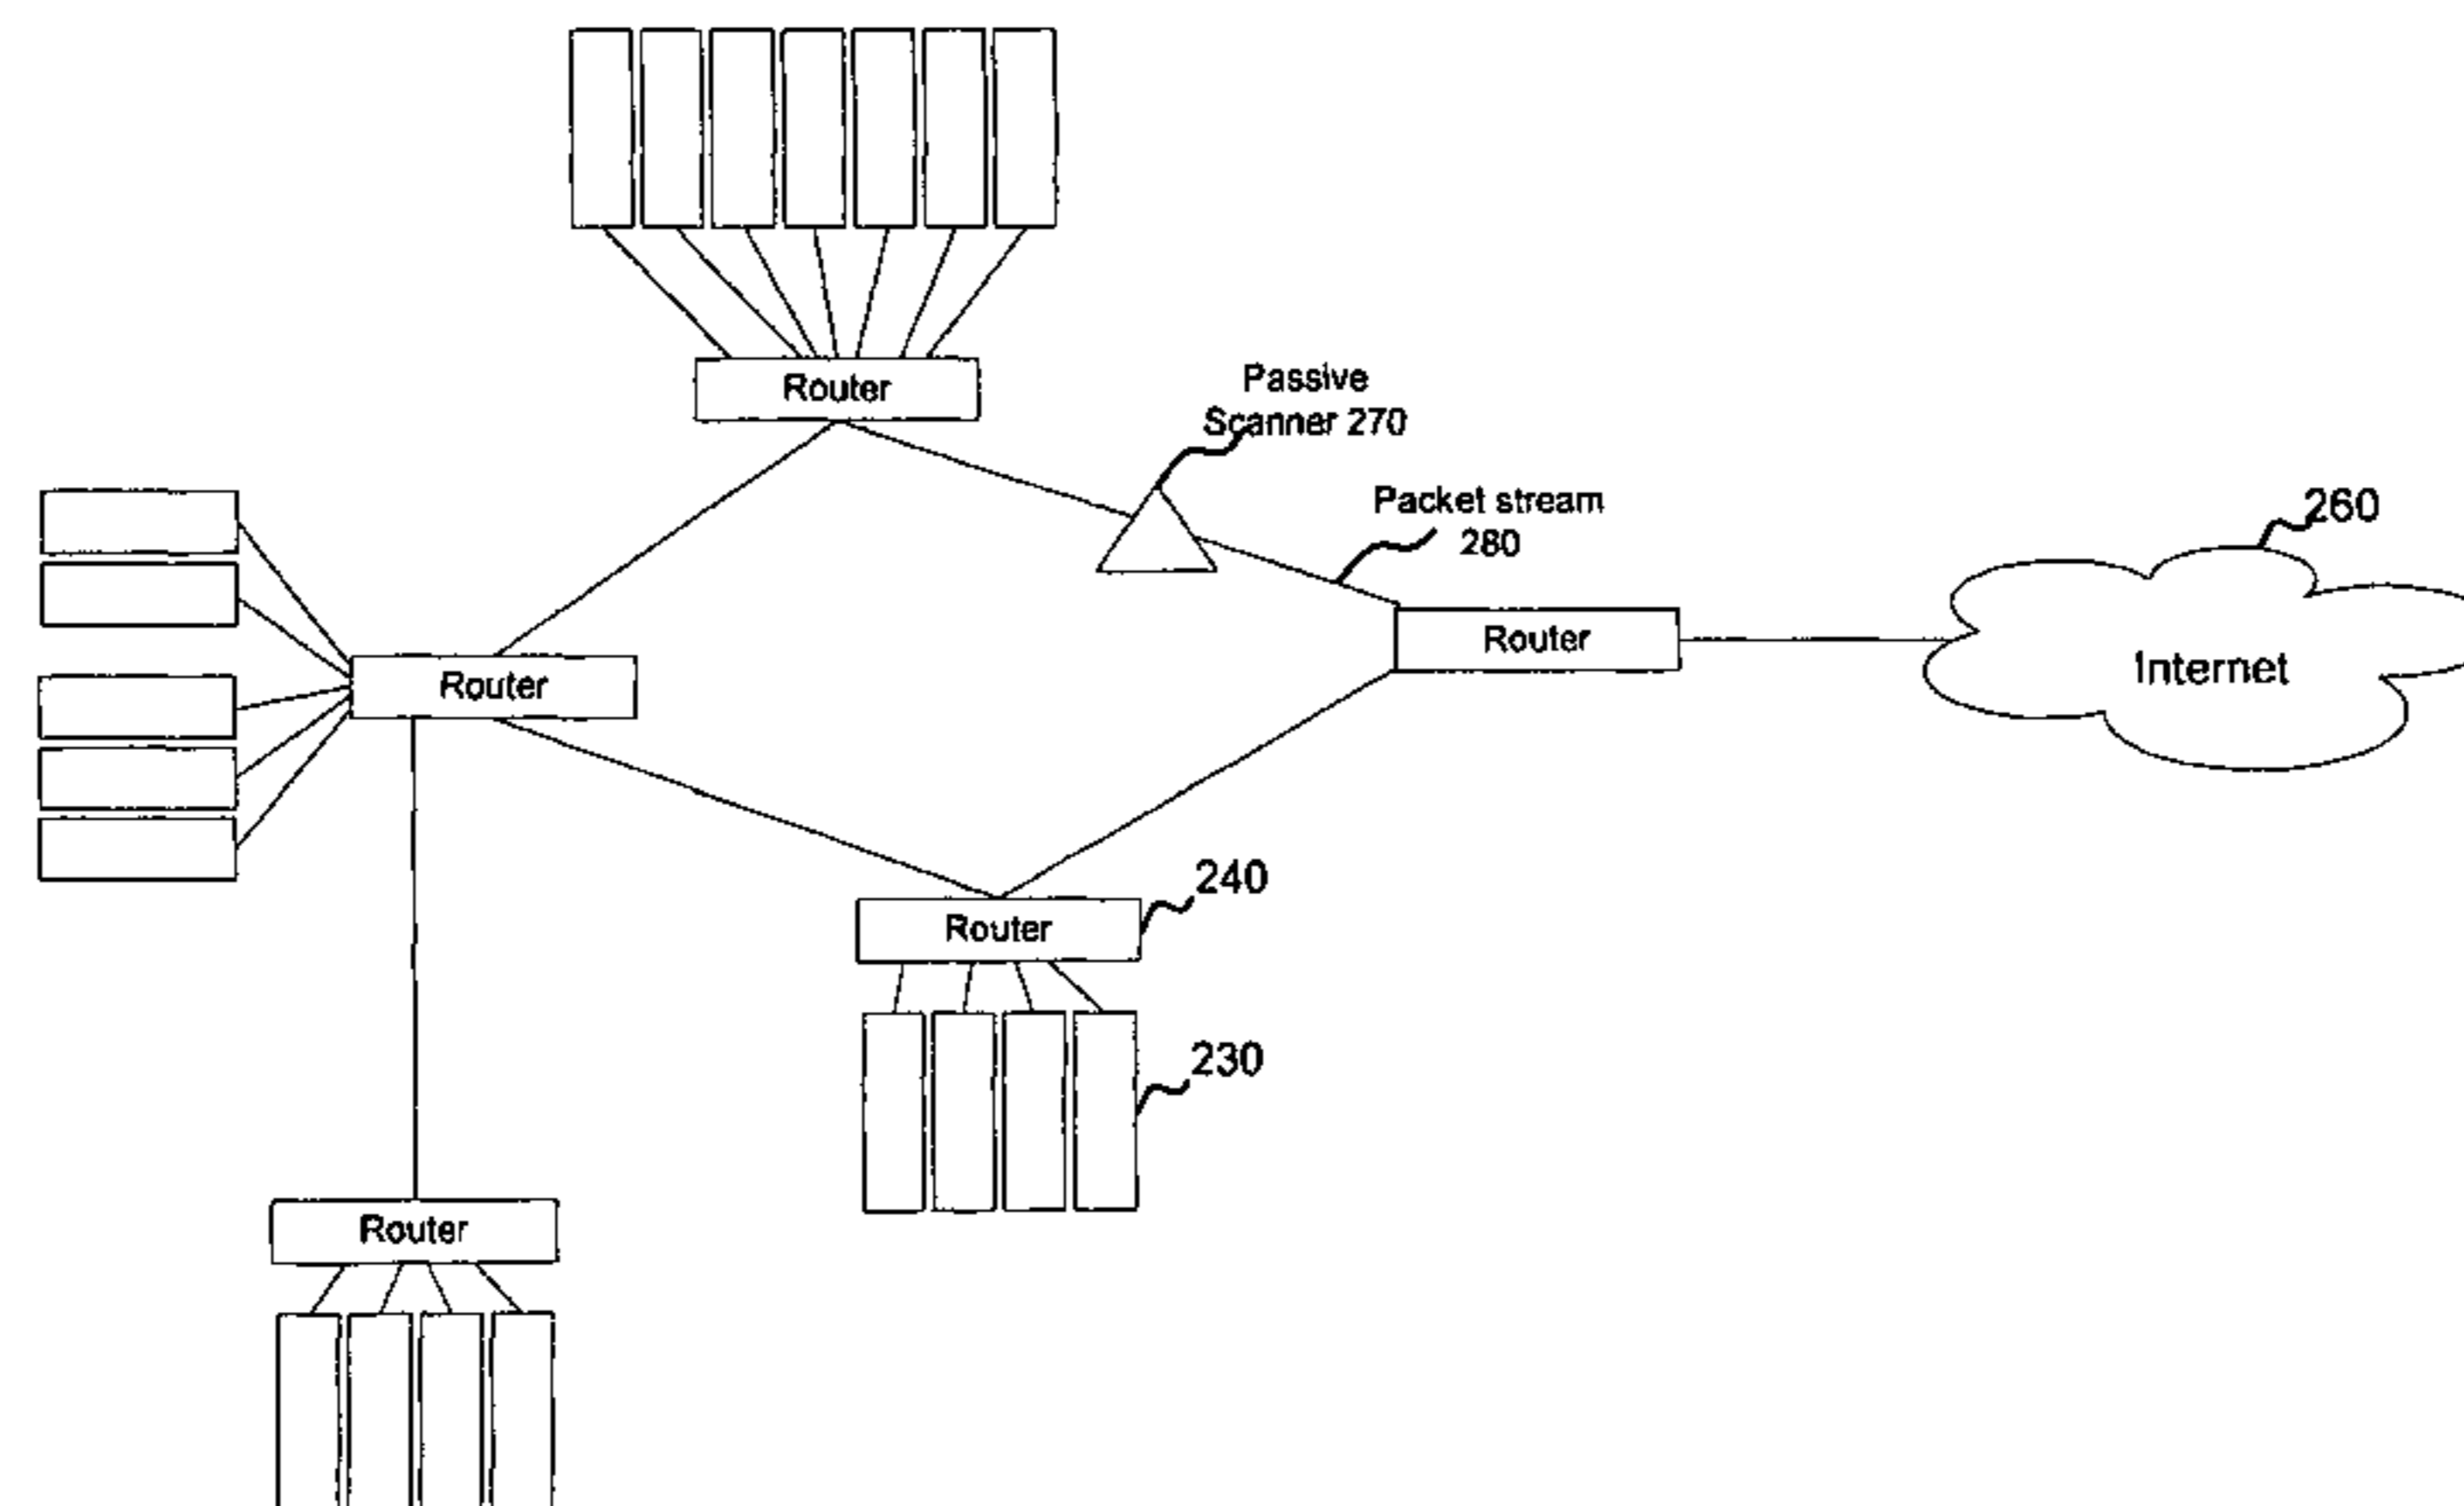 Router
Passive
Scanner 270
Packet stream
280
260
Router
Internet
Router
240
Router
230
Router